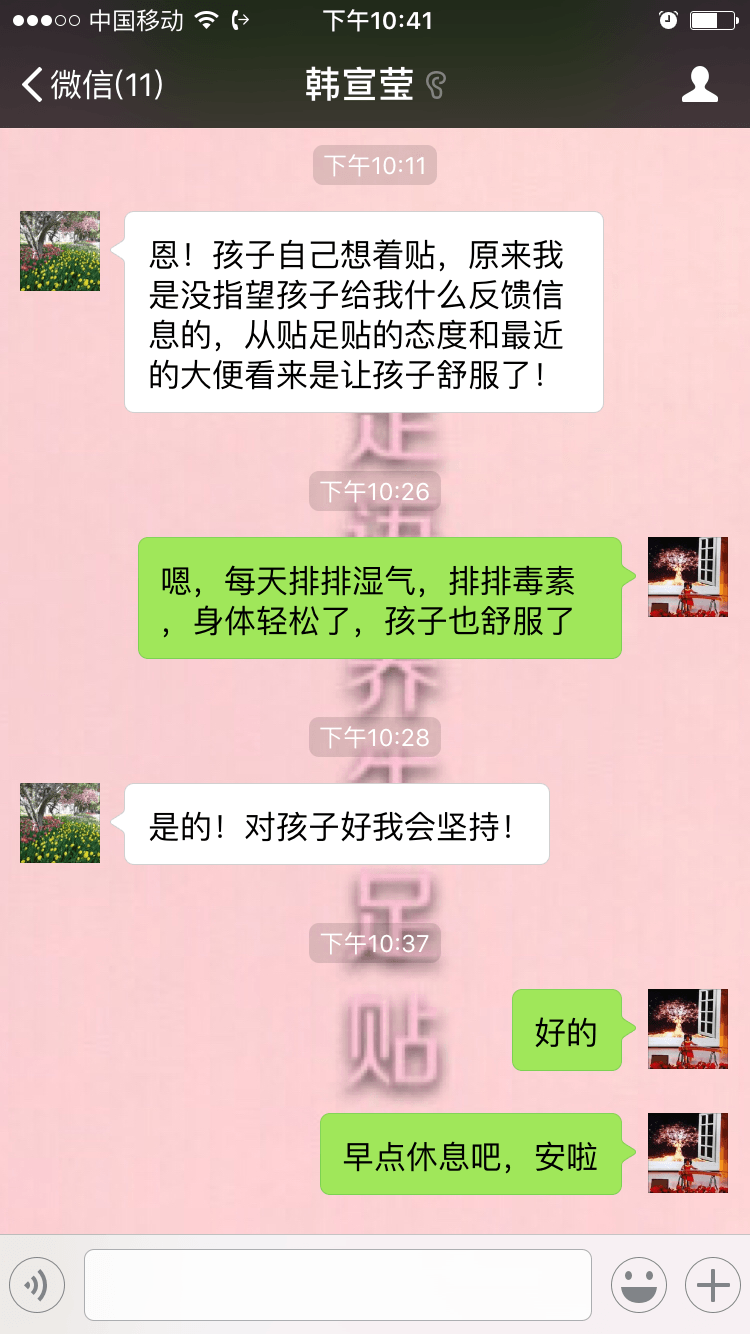 中国移动 下午10:41
微信(11) 韩宣莹
下午10:11
恩！孩子自己想着贴，原来我
是没指望孩子给我什么反馈信
息的，从贴足贴的态度和最近
的大便看来是让孩子舒服了！
下午10:26
嗯，每天排排湿气，排排毒素
，身体轻松了，孩子也舒服了
下午10:28
是的！对孩子好我会坚持！
下午10:37
好的
早点休息吧，安啦
足
贴